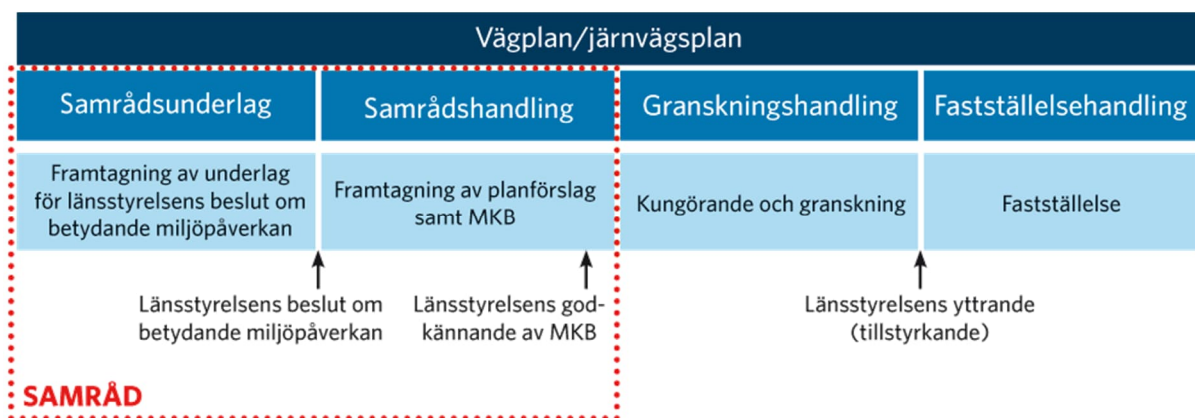 Vägplan/järnvägsplan
Samrådsunderlag
Samrådshandling
Granskningshandling
Fastställelsehandling
Framtagning av underlag
för länsstyrelsens beslut om
betydande miljöpåverkan
Framtagning av planförslag
samt MKB
Kungörande och granskning
Fastställelse
Länsstyrelsens beslut om
betydande miljöpåverkan
Länsstyrelsens god-
kännande av MKB
Länsstyrelsens yttrande
(tillstyrkande)
SAMRÅD